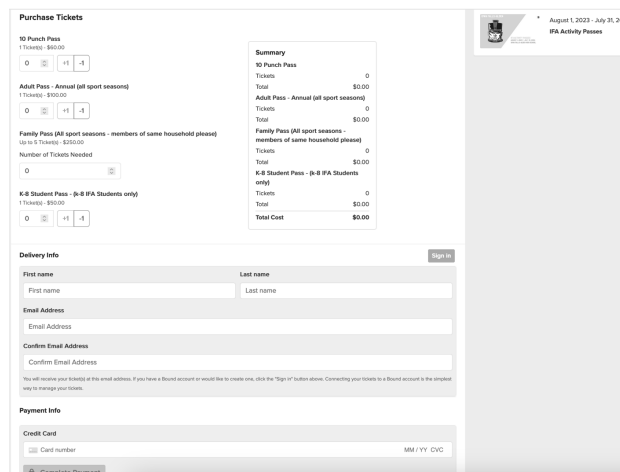 Purchase Tickets
10 Punch Pass
1 Ticket(s) - $60.00
0 +1 -1
Adult Pass - Annual (all sport seasons)
1 Ticket(s) - $100.00
0 +1 -1
Family Pass (All sport seasons - members of same household please)
Up to 5 Ticket(s) - $250.00
Number of Tickets Needed
0
K-8 Student Pass - (k-8 IFA Students only)
1 Ticket(s) - $50.00
0 +1 -1
Summary
10 Punch Pass
Tickets 0
Total $0.00
Adult Pass - Annual (all sport seasons)
Tickets 0
Total $0.00
Family Pass (All sport seasons -
members of same household please)
Tickets 0
Total $0.00
K-8 Student Pass - (k-8 IFA Students
only)
Tickets 0
Total $0.00
Total Cost $0.00
August 1, 2023 - July 31, 20
IFA Activity Passes
Delivery Info Sign in
First name Last name
First name Last name
Email Address
Email Address
Confirm Email Address
Confirm Email Address
You will receive your ticket(s) at this email address. If you have a Bound account or would like to create one, click the "Sign in" button above. Connecting your tickets to a Bound account is the simplest
way to manage your tickets.
Payment Info
Credit Card
Card number MM / YY CVC
Complete Payment